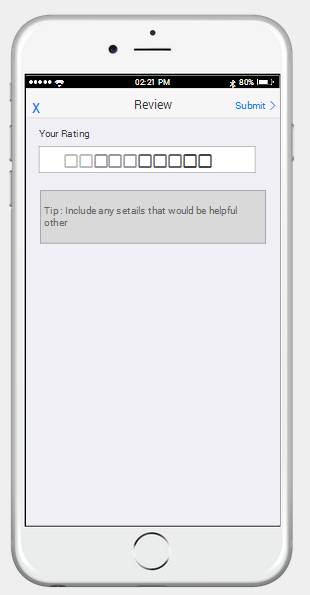 02:21 PM
80%
X
Review
Submit
Your Rating
Tip: Include any setails that would be helpful
other